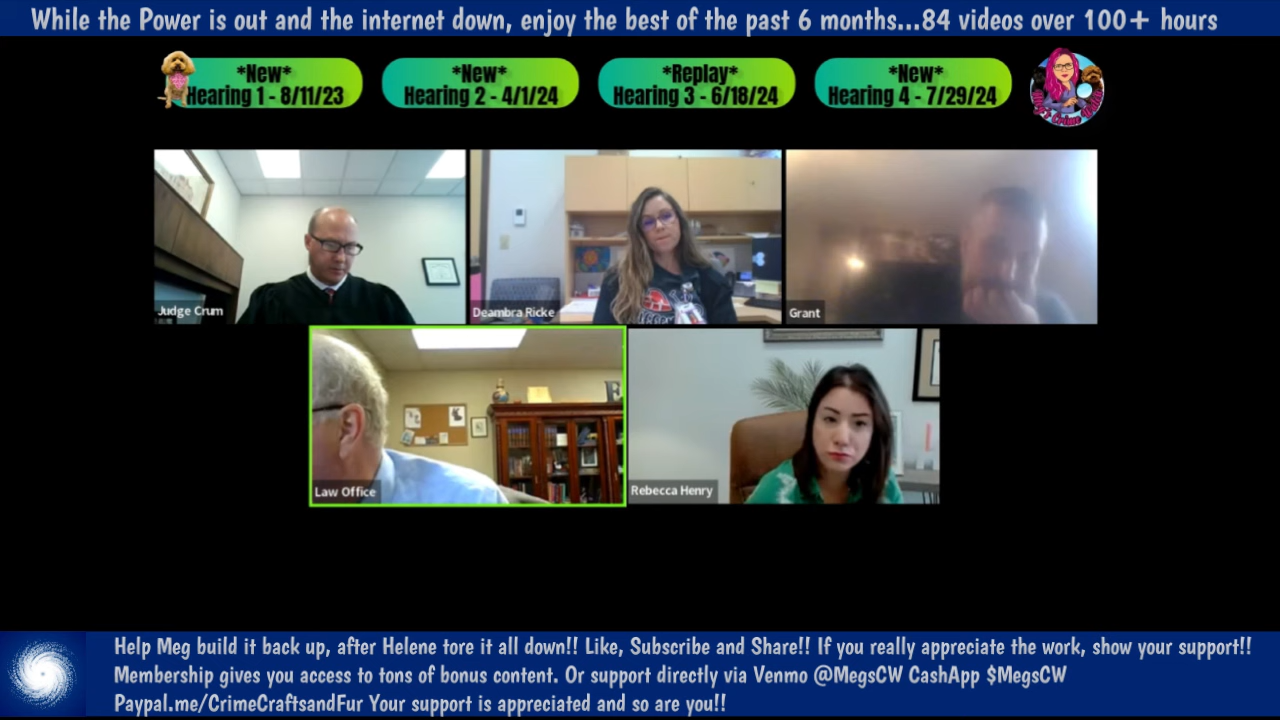 While the Power is out and the internet down, enjoy the best of the past 6 months...84 videos over 100+ hours
*New*
Hearing 1 - 8/11/23
*New*
Hearing 2 - 4/1/24
*Replay*
Hearing 3 - 6/18/24
*New*
Hearing 4 - 7/29/24
Judge Crum
Deambra Ricke
Grant
Law Office
Rebecca Henry
Help Meg build it back up, after Helene tore it all down!! Like, Subscribe and Share!! If you really appreciate the work, show your support!!
Membership gives you access to tons of bonus content. Or support directly via Venmo @MegsCW CashApp $MegsCW
Paypal.me/CrimeCraftsandFur Your support is appreciated and so are you!!